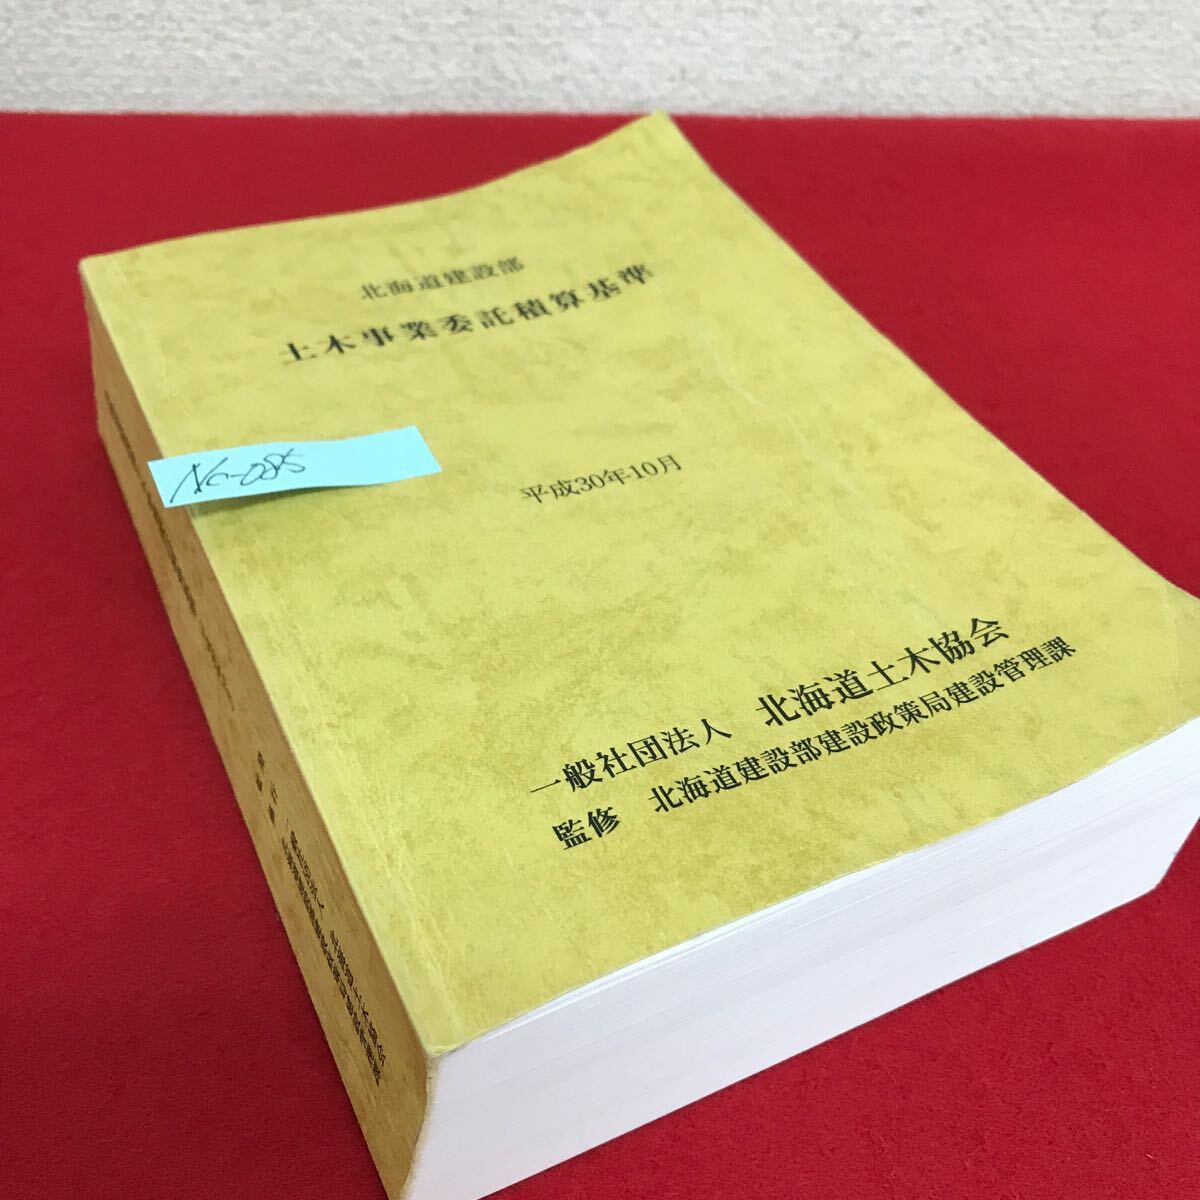 北海道建設部
土木事業委託積算基準
No-085
平成30年10月
一般社団法人 北海道土木協会
監修 北海道建設部建設政策局建設管理課